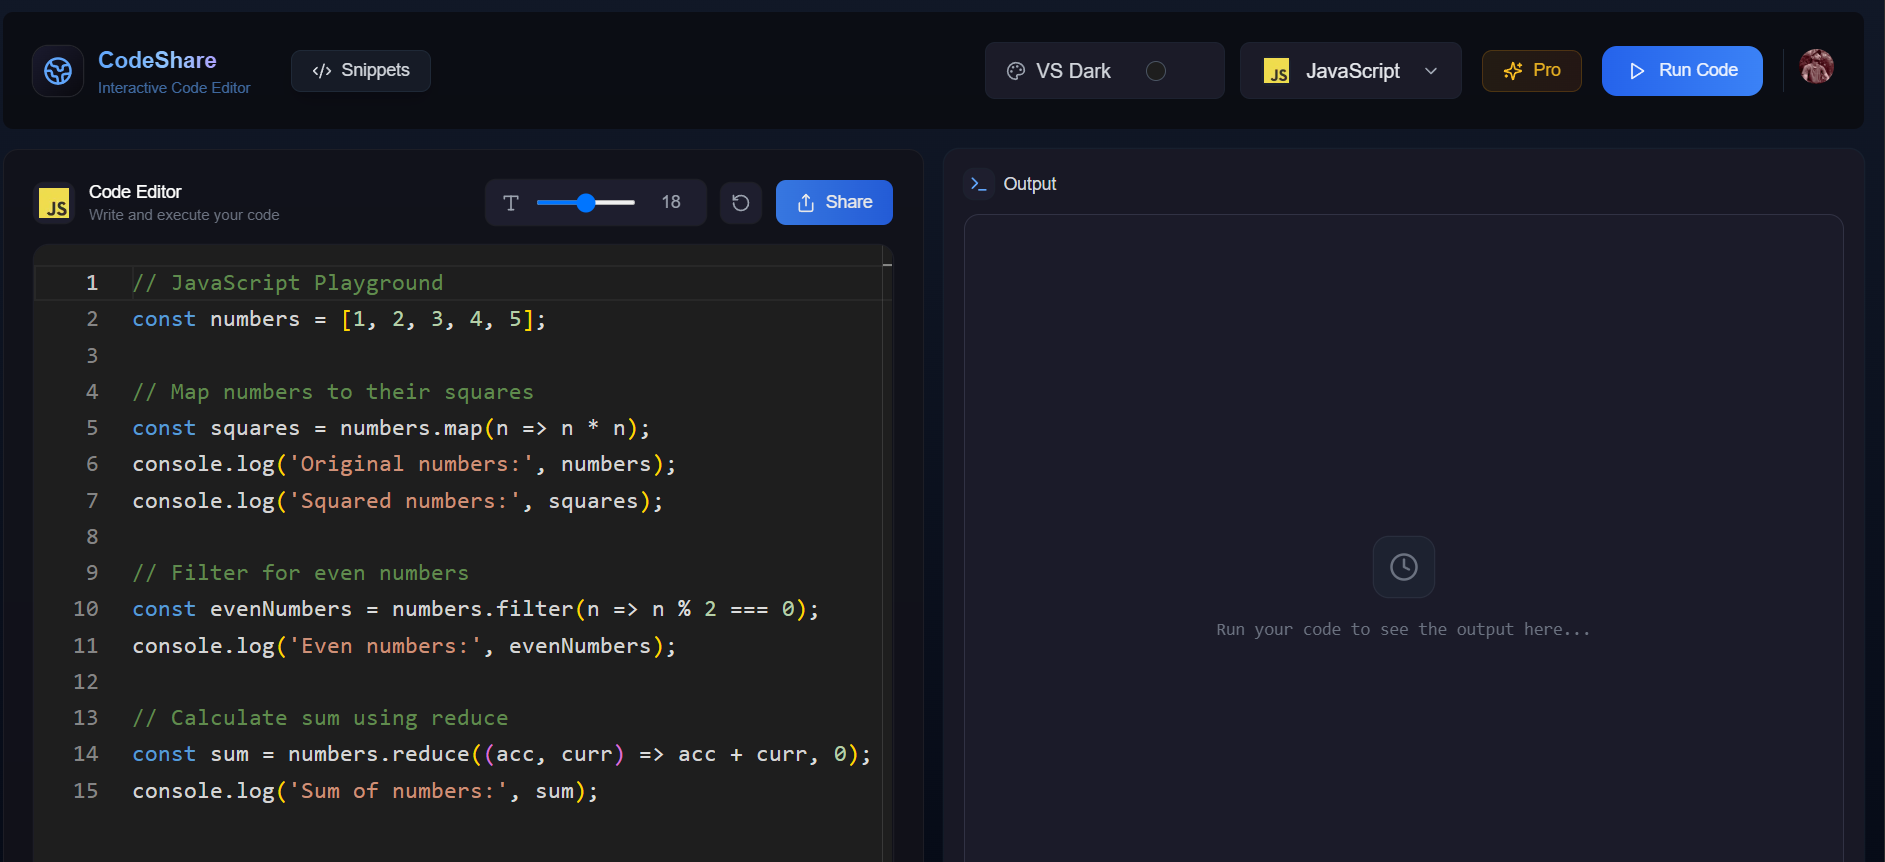 CodeShare
Interactive Code Editor
</> Snippets
VS Dark
JS JavaScript
Pro
Run Code
JS Code Editor
Write and execute your code
T 18
Share
1 // JavaScript Playground
2 const numbers = [1, 2, 3, 4, 5];
3
4 // Map numbers to their squares
5 const squares = numbers.map(n => n * n);
6 console.log('Original numbers:', numbers);
7 console.log('Squared numbers:', squares);
8
9 // Filter for even numbers
10 const evenNumbers = numbers.filter(n => n % 2 === 0);
11 console.log('Even numbers:', evenNumbers);
12
13 // Calculate sum using reduce
14 const sum = numbers.reduce((acc, curr) => acc + curr, 0);
15 console.log('Sum of numbers:', sum);
Output
Run your code to see the output here...